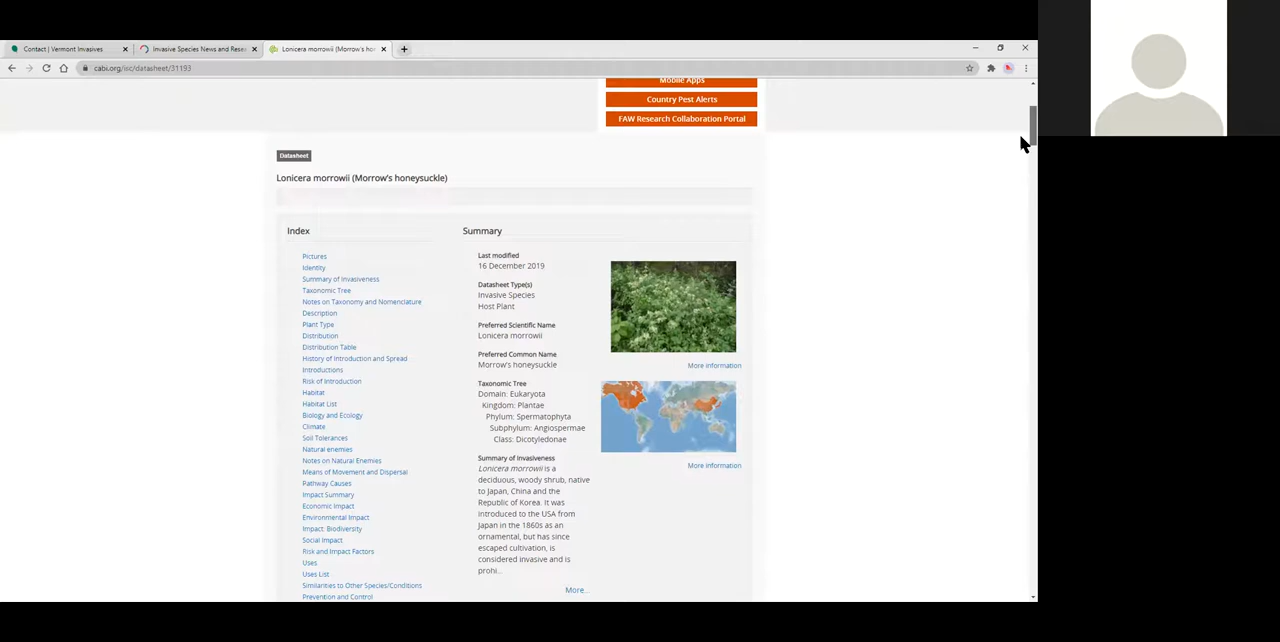 Contact | Vermont Invasives
Invasive Species News and Rese
Lonicera morrowii (Morrow's ho
cabi.org/isc/datasheet/31193
Mobile Apps
Country Pest Alerts
FAW Research Collaboration Portal
Datasheet
Lonicera morrowii (Morrow's honeysuckle)
Index
Pictures
Identity
Summary of Invasiveness
Taxonomic Tree
Notes on Taxonomy and Nomenclature
Description
Plant Type
Distribution
Distribution Table
History of Introduction and Spread
Introductions
Risk of Introduction
Habitat
Habitat List
Biology and Ecology
Climate
Soil Tolerances
Natural enemies
Notes on Natural Enemies
Means of Movement and Dispersal
Pathway Causes
Impact Summary
Economic Impact
Environmental Impact
Impact: Biodiversity
Social Impact
Risk and Impact Factors
Uses
Uses List
Similarities to Other Species/Conditions
Prevention and Control
Summary
Last modified
16 December 2019
Datasheet Type(s)
Invasive Species
Host Plant
Preferred Scientific Name
Lonicera morrowii
Preferred Common Name
Morrow's honeysuckle
Taxonomic Tree
Domain: Eukaryota
Kingdom: Plantae
Phylum: Spermatophyta
Subphylum: Angiospermae
Class: Dicotyledonae
Summary of Invasiveness
Lonicera morrowii is a
deciduous, woody shrub, native
to Japan, China and the
Republic of Korea. It was
introduced to the USA from
Japan in the 1860s as an
ornamental, but has since
escaped cultivation, is
considered invasive and is
prohi...
More...
More information
More information